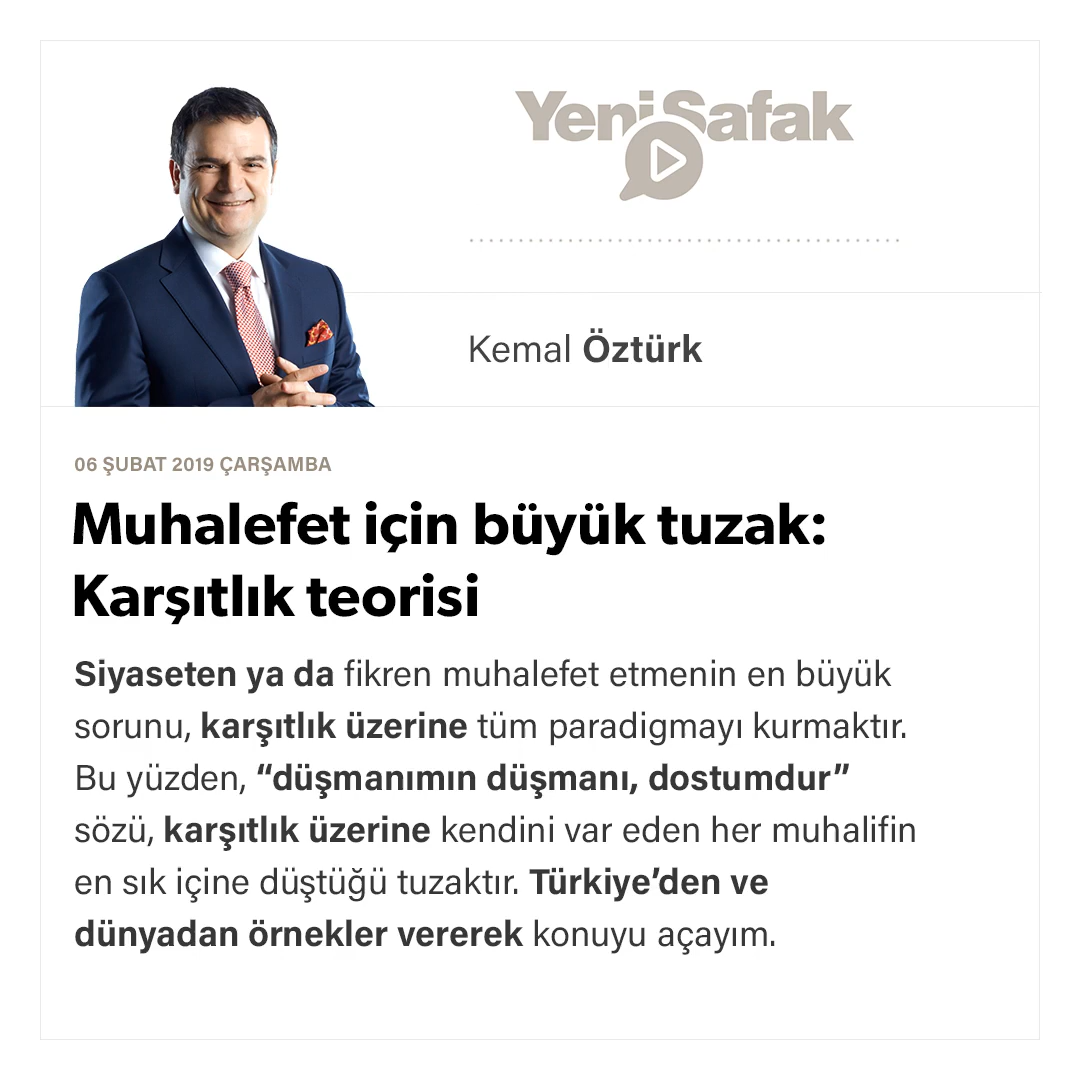 YeniŞafak
Kemal Öztürk
06 ŞUBAT 2019 ÇARŞAMBA
Muhalefet için büyük tuzak:
Karşıtlık teorisi
Siyaseten ya da fikren muhalefet etmenin en büyük
sorunu, karşıtlık üzerine tüm paradigmayı kurmaktır.
Bu yüzden, “düşmanımın düşmanı, dostumdur”
sözü, karşıtlık üzerine kendini var eden her muhalifin
en sık içine düştüğü tuzaktır. Türkiye’den ve
dünyadan örnekler vererek konuyu açayım.